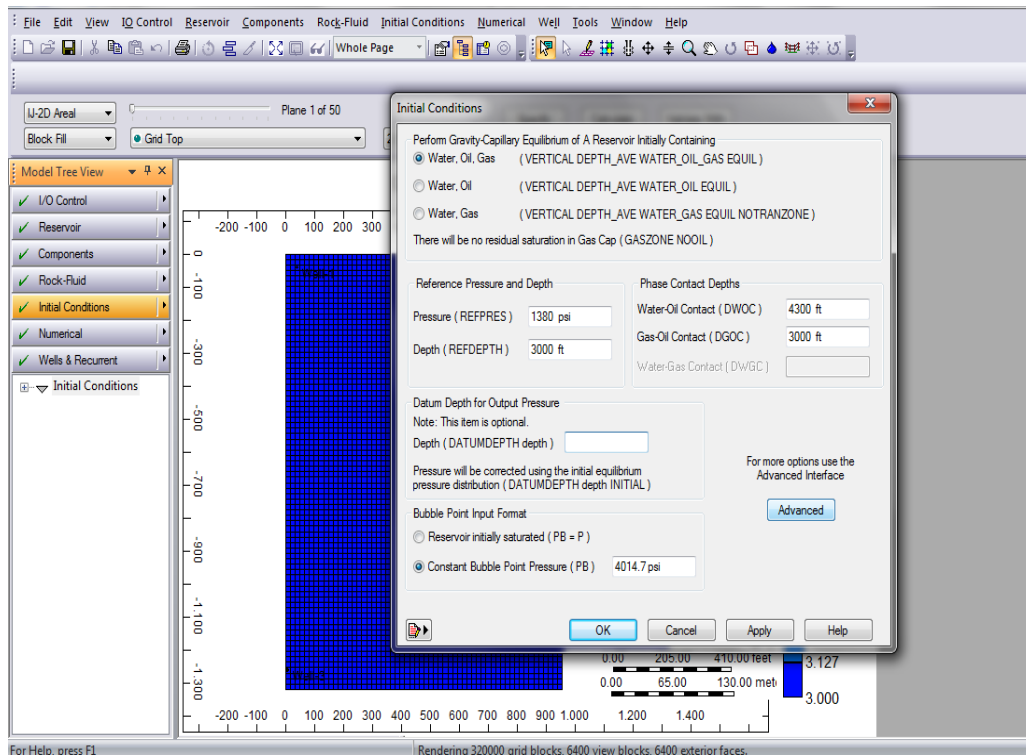 File Edit View IO Control Reservoir Components Rock-Fluid Initial Conditions Numerical Well Tools Window Help
Whole Page
IJ-2D Areal
Plane 1 of 50
Block Fill
Grid Top
Model Tree View
I/O Control
Reservoir
Components
Rock-Fluid
Initial Conditions
Numerical
Wells & Recurrent
Initial Conditions
-200 -100 0 100 200 300
0
-100
-300
-500
-700
-900
-1.100
-1.300
-200 -100 0 100 200 300 400 500 600 700 800 900 1.000 1.200 1.400
Initial Conditions
Perform Gravity-Capillary Equilibrium of A Reservoir Initially Containing
Water, Oil, Gas ( VERTICAL DEPTH_AVE WATER_OIL_GAS EQUIL )
Water, Oil ( VERTICAL DEPTH_AVE WATER_OIL EQUIL )
Water, Gas ( VERTICAL DEPTH_AVE WATER_GAS EQUIL NOTRANZONE )
There will be no residual saturation in Gas Cap ( GASZONE NOOIL )
Reference Pressure and Depth
Pressure ( REFPRES ) 1380 psi
Depth ( REFDEPTH ) 3000 ft
Phase Contact Depths
Water-Oil Contact ( DWOC ) 4300 ft
Gas-Oil Contact ( DGOC ) 3000 ft
Water-Gas Contact ( DWGC )
Datum Depth for Output Pressure
Note: This item is optional.
Depth ( DATUMDEPTH depth )
Pressure will be corrected using the initial equilibrium
pressure distribution ( DATUMDEPTH depth INITIAL )
For more options use the
Advanced Interface
Advanced
Bubble Point Input Format
Reservoir initially saturated ( PB = P )
Constant Bubble Point Pressure ( PB ) 4014.7 psi
OK Cancel Apply Help
0.00 205.00 410.00 feet
0.00 65.00 130.00
3.127
3.000
For Help, press F1
Rendering 320000 grid blocks, 6400 view blocks, 6400 exterior faces.